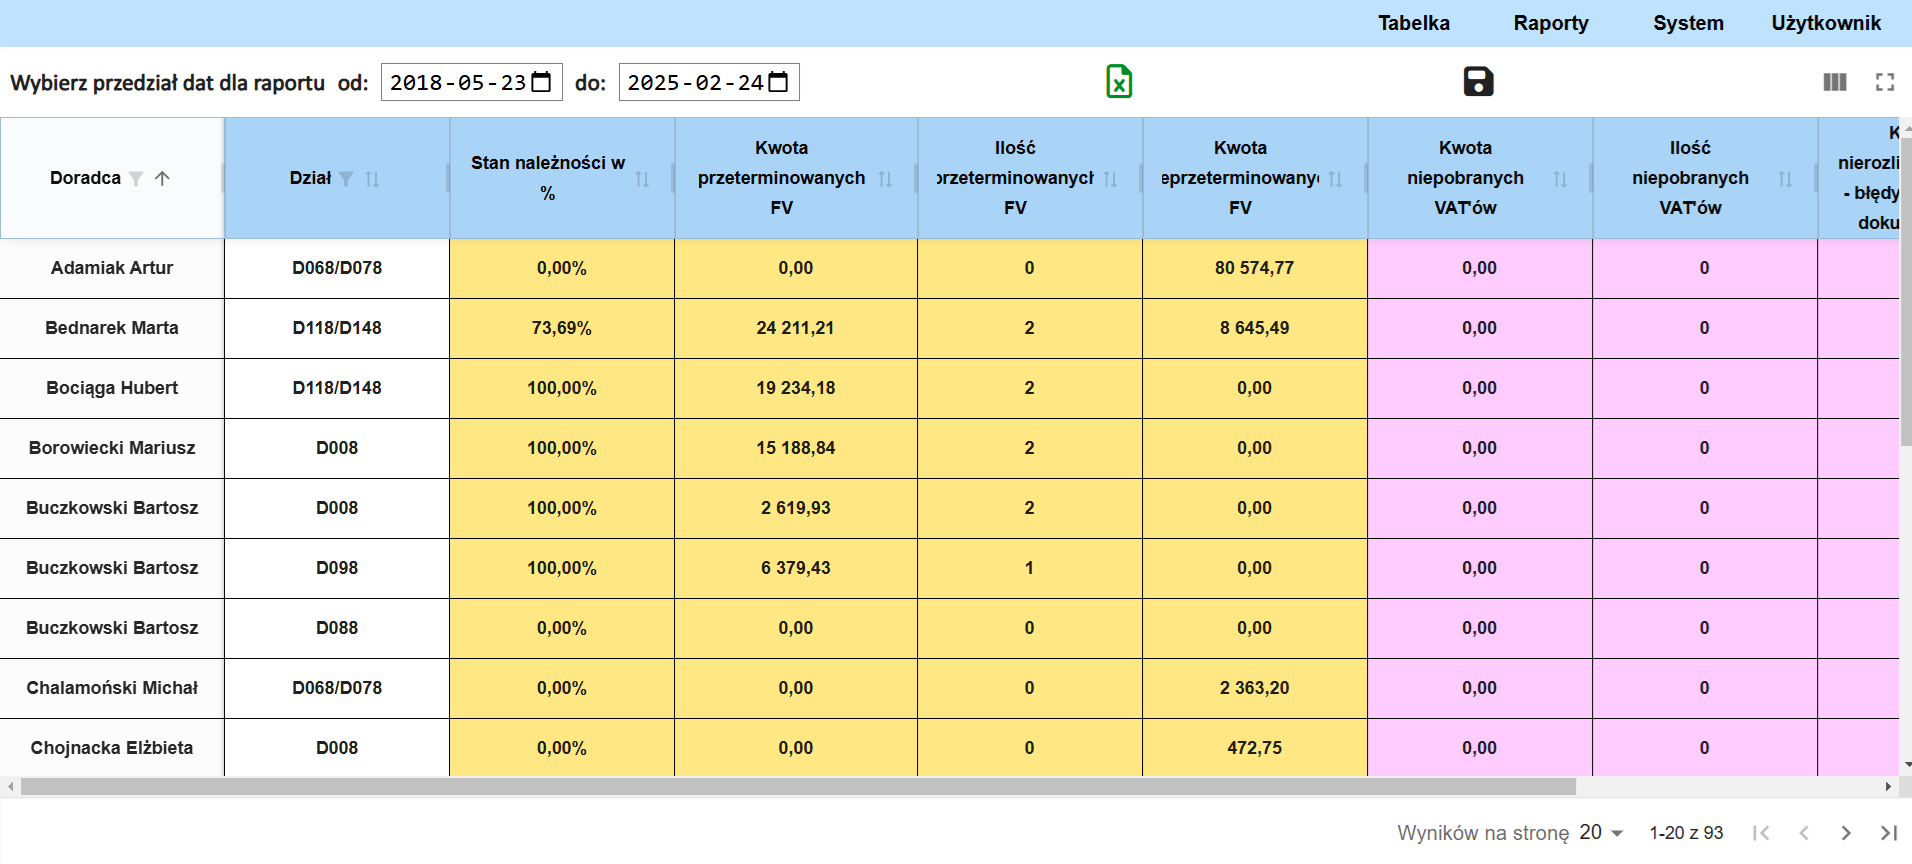 Tabelka Raporty System Użytkownik
Wybierz przedział dat dla raportu od: 2018-05-23 do: 2025-02-24
Doradca Dział Stan należności w % Kwota przeterminowanych FV Ilość przeterminowanych FV Kwota eprzeterminowany FV Kwota niepobranych VAT'ów Ilość niepobranych VAT'ów K nierozli - błędy doku
Adamiak Artur D068/D078 0,00% 0,00 0 80 574,77 0,00 0
Bednarek Marta D118/D148 73,69% 24 211,21 2 8 645,49 0,00 0
Bociąga Hubert D118/D148 100,00% 19 234,18 2 0,00 0,00 0
Borowiecki Mariusz D008 100,00% 15 188,84 2 0,00 0,00 0
Buczkowski Bartosz D008 100,00% 2 619,93 2 0,00 0,00 0
Buczkowski Bartosz D098 100,00% 6 379,43 1 0,00 0,00 0
Buczkowski Bartosz D088 0,00% 0,00 0 0,00 0,00 0
Chalamoński Michał D068/D078 0,00% 0,00 0 2 363,20 0,00 0
Chojnacka Elżbieta D008 0,00% 0,00 0 472,75 0,00 0
Wyników na stronę 20 1-20 z 93